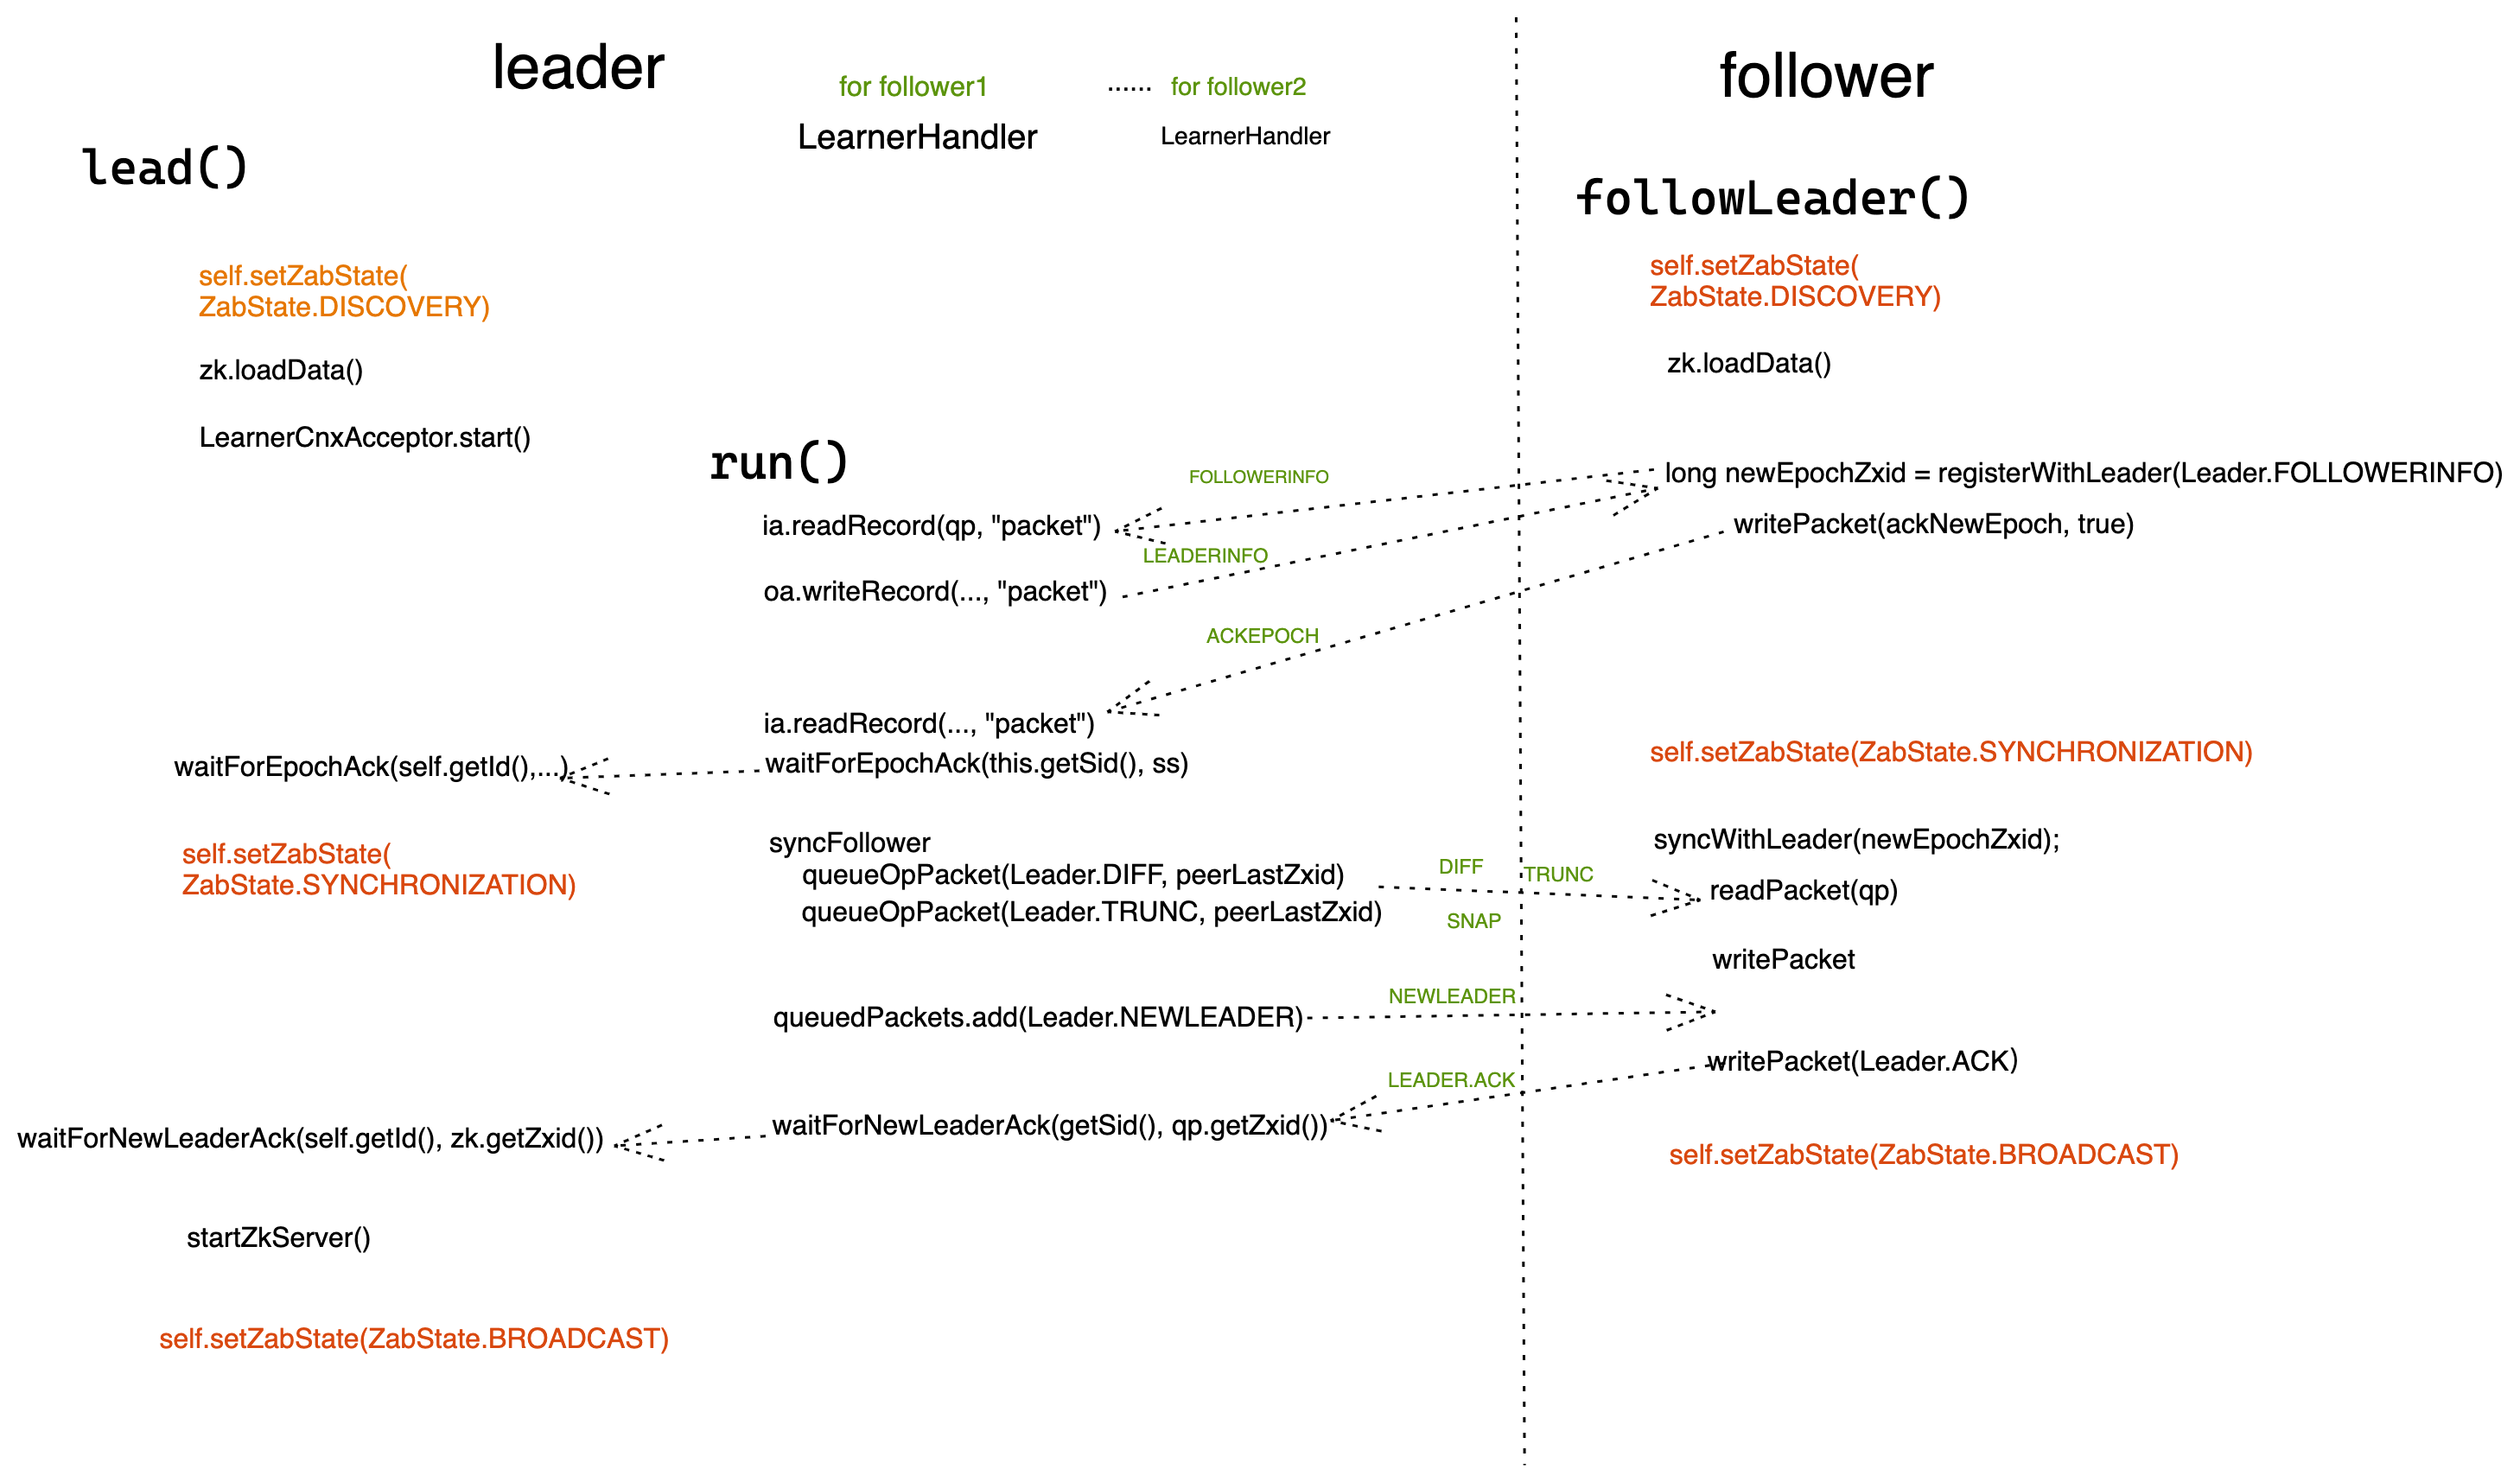 leader
follower
for follower1
......
for follower2
LearnerHandler
LearnerHandler
lead()
followLeader()
self.setZabState(
ZabState.DISCOVERY)
self.setZabState(
ZabState.DISCOVERY)
zk.loadData()
zk.loadData()
LearnerCnxAcceptor.start()
run()
FOLLOWERINFO
long newEpochZxid = registerWithLeader(Leader.FOLLOWERINFO)
ia.readRecord(qp, "packet")
writePacket(ackNewEpoch, true)
LEADERINFO
oa.writeRecord(..., "packet")
ACKEPOCH
ia.readRecord(..., "packet")
waitForEpochAck(self.getId(),...)
waitForEpochAck(this.getSid(), ss)
self.setZabState(ZabState.SYNCHRONIZATION)
self.setZabState(
ZabState.SYNCHRONIZATION)
syncFollower
queueOpPacket(Leader.DIFF, peerLastZxid)
queueOpPacket(Leader.TRUNC, peerLastZxid)
DIFF
TRUNC
SNAP
syncWithLeader(newEpochZxid);
readPacket(qp)
writePacket
queuedPackets.add(Leader.NEWLEADER)
NEWLEADER
writePacket(Leader.ACK)
LEADER.ACK
waitForNewLeaderAck(self.getId(), zk.getZxid())
waitForNewLeaderAck(getSid(), qp.getZxid())
self.setZabState(ZabState.BROADCAST)
startZkServer()
self.setZabState(ZabState.BROADCAST)